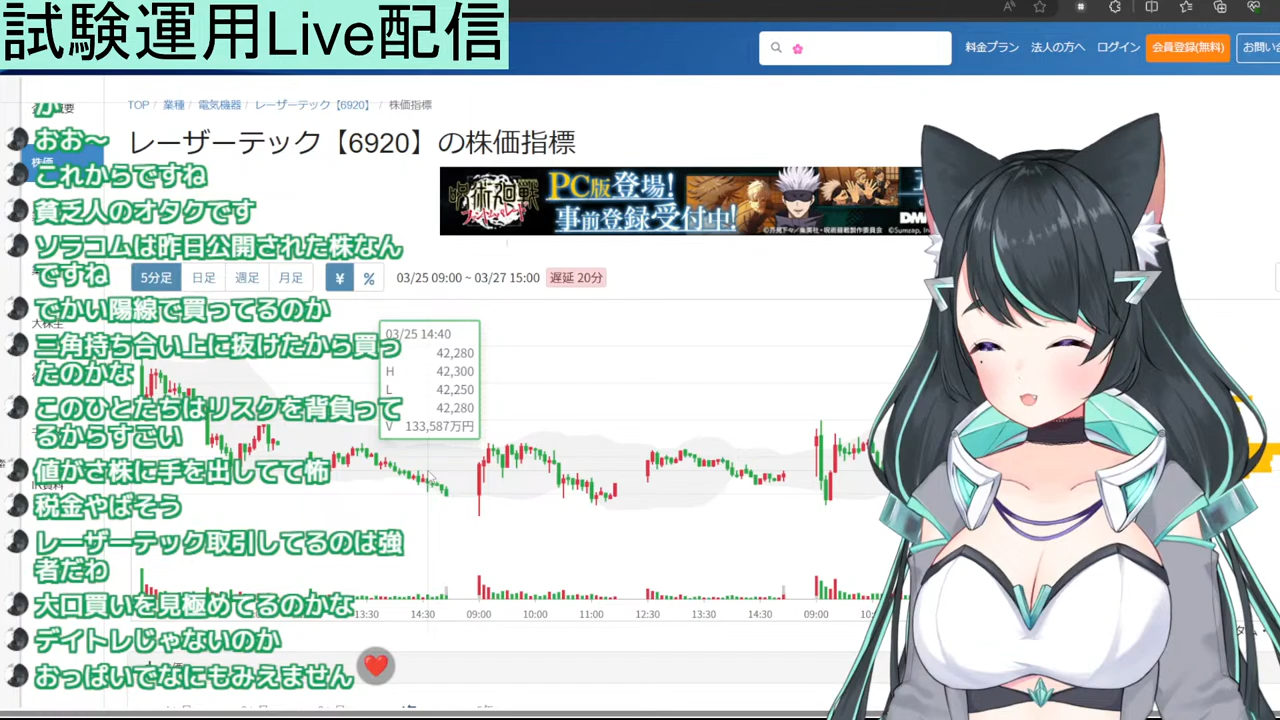 試験運用Live配信
料金プラン
法人の方へ
ログイン
会員登録(無料)
TOP / 業種 / 電気機器 / レーザーテック【6920】 / 株価指標
レーザーテック【6920】の株価指標
呪術廻戦
PC版登場!
事前登録受付中!
DMM
5分足
日足
週足
月足
¥
%
03/25 09:00 ~ 03/27 15:00
遅延 20分
か
おお〜
これからですね
貧乏人のオタクです
ソラコムは昨日公開された株なん
ですね
でかい陽線で買ってるのか
三角持ち合い上に抜けたから買っ
たのかな
このひとたちはリスクを背負って
るからすごい
値がさ株に手を出してて怖
税金やばそう
レーザーテック取引してるのは強
者だわ
大口買いを見極めてるのかな
デイトレじゃないのか
おっぱいでなにもみえません
03/25 14:40
42,280
H 42,300
L 42,250
42,280
V 133,587万円
13:30
14:30
09:00
10:00
11:00
12:30
13:30
14:30
09:00